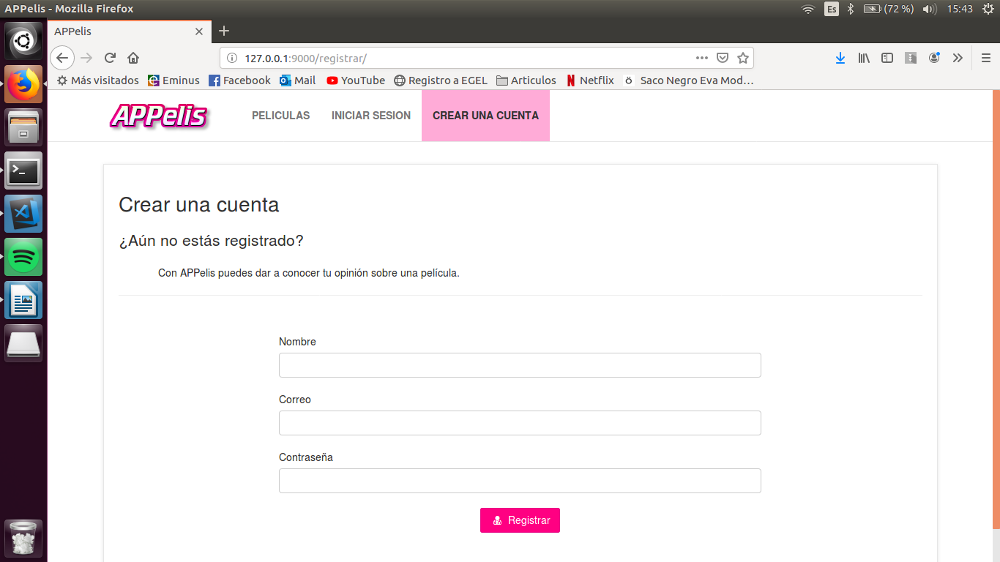 APPelis - Mozilla Firefox
Es
(72 %)
15:43
APPelis
127.0.0.1:9000/registrar/
Más visitados
Eminus
Facebook
Mail
YouTube
Registro a EGEL
Articulos
Netflix
Saco Negro Eva Mod…
APPelis
PELICULAS
INICIAR SESION
CREAR UNA CUENTA
Crear una cuenta
¿Aún no estás registrado?
Con APPelis puedes dar a conocer tu opinión sobre una película.
Nombre
Correo
Contraseña
Registrar